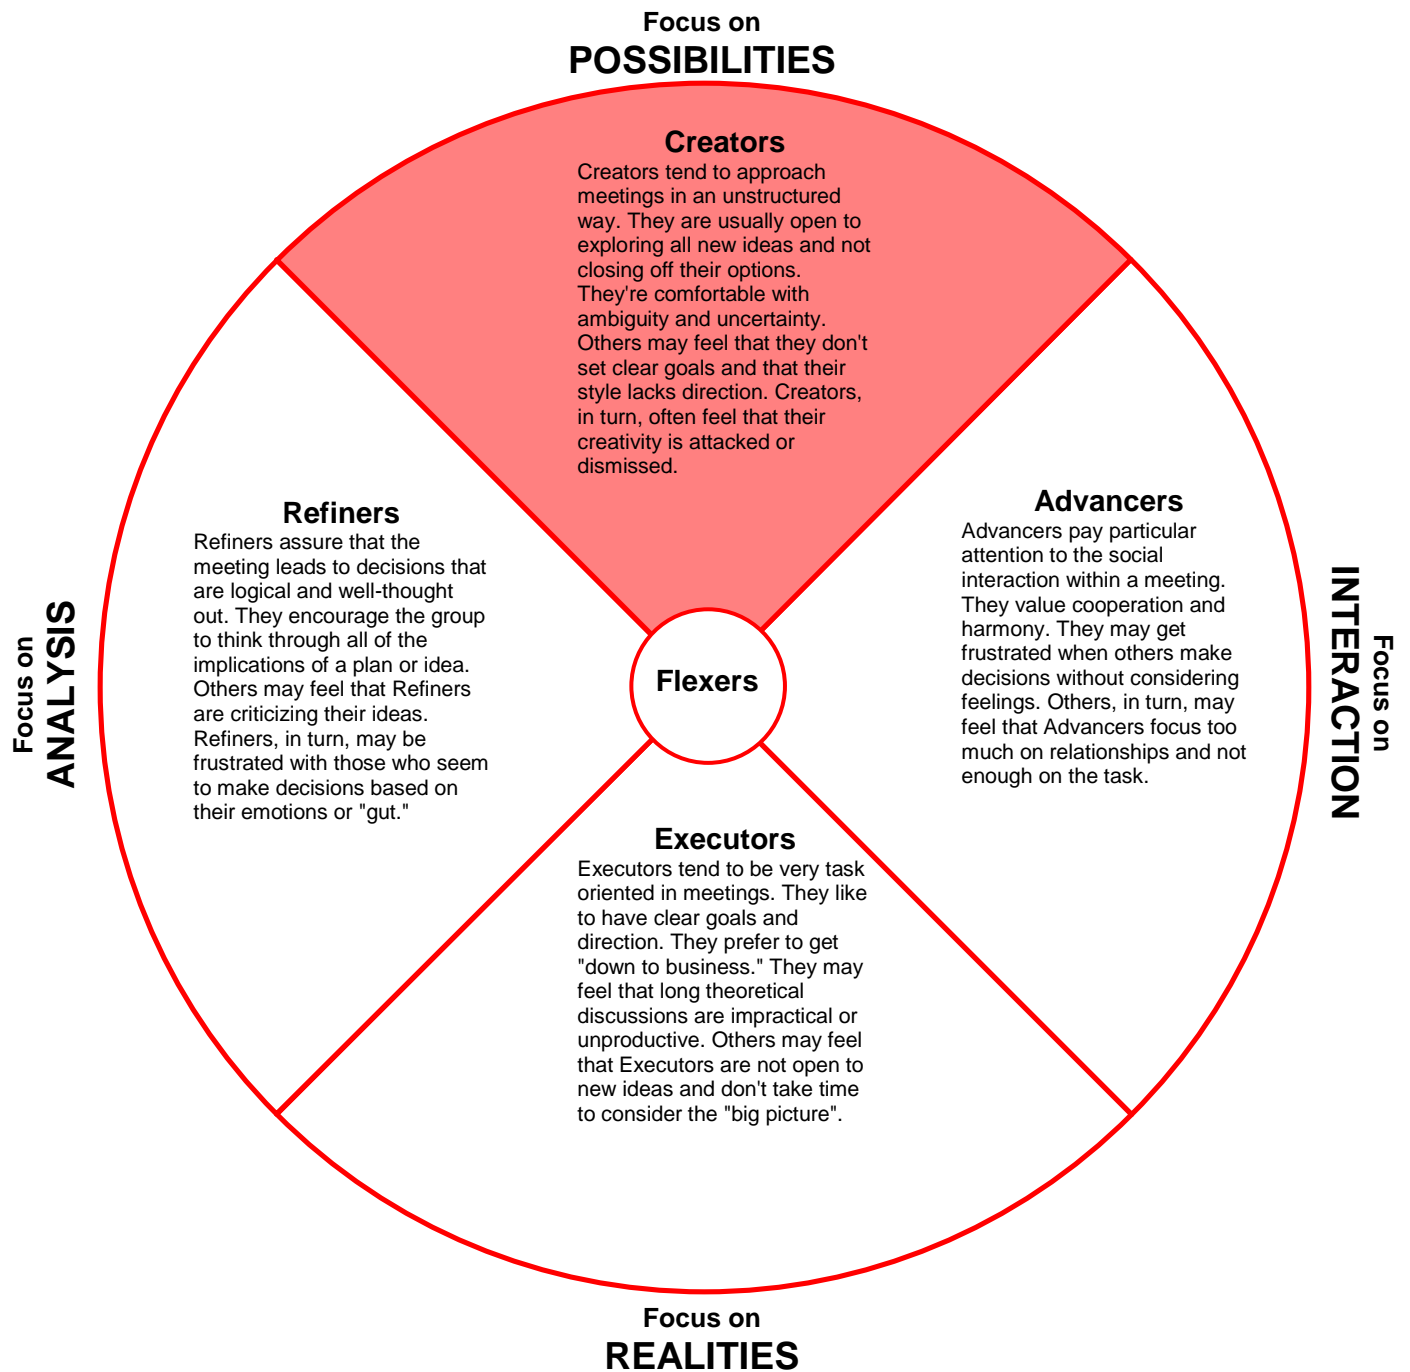 Focus on
POSSIBILITIES
Creators
Creators tend to approach
meetings in an unstructured
way. They are usually open to
exploring all new ideas and not
closing off their options.
They're comfortable with
ambiguity and uncertainty.
Others may feel that they don't
set clear goals and that their
style lacks direction. Creators,
in turn, often feel that their
creativity is attacked or
dismissed.
Focus on
ANALYSIS
Refiners
Refiners assure that the
meeting leads to decisions that
are logical and well-thought
out. They encourage the group
to think through all of the
implications of a plan or idea.
Others may feel that Refiners
are criticizing their ideas.
Refiners, in turn, may be
frustrated with those who seem
to make decisions based on
their emotions or "gut."
Flexers
Advancers
Advancers pay particular
attention to the social
interaction within a meeting.
They value cooperation and
harmony. They may get
frustrated when others make
decisions without considering
feelings. Others, in turn, may
feel that Advancers focus too
much on relationships and not
enough on the task.
Focus on
INTERACTION
Executors
Executors tend to be very task
oriented in meetings. They like
to have clear goals and
direction. They prefer to get
"down to business." They may
feel that long theoretical
discussions are impractical or
unproductive. Others may feel
that Executors are not open to
new ideas and don't take time
to consider the "big picture".
Focus on
REALITIES